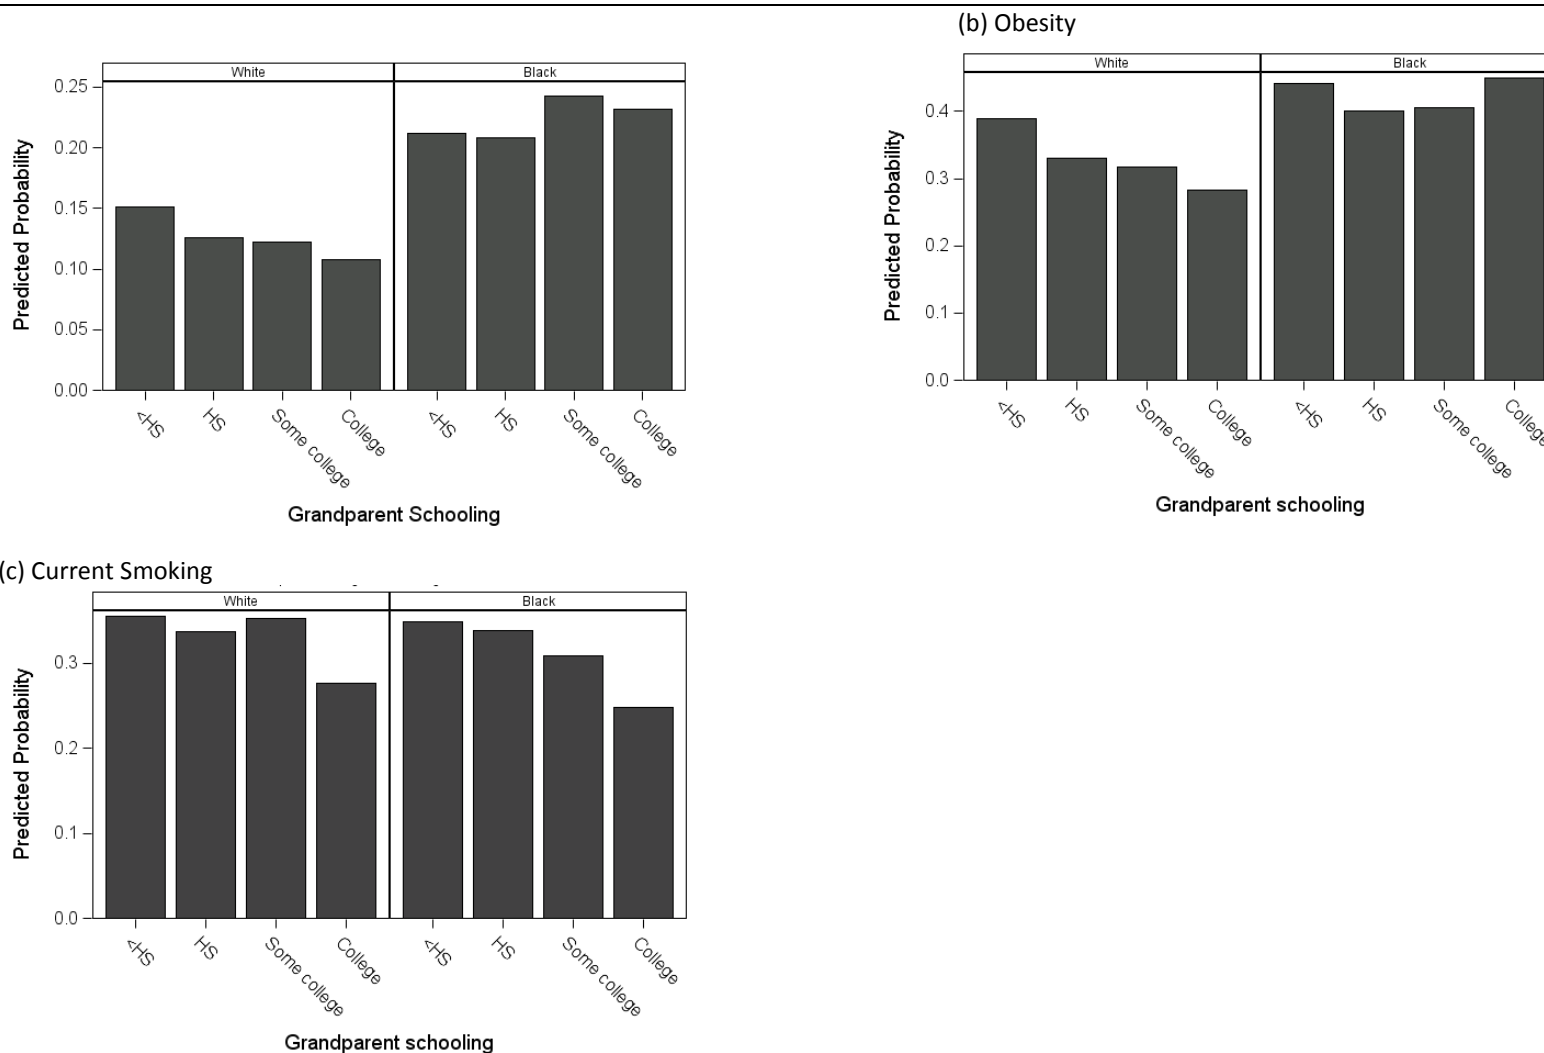 (b) Obesity
White Black
0.25
0.20
0.15
0.10
0.05
0.00
Predicted Probability
<HS HS Some college College <HS HS Some college College
Grandparent Schooling
White Black
0.4
0.3
0.2
0.1
0.0
Predicted Probability
<HS HS Some college College <HS HS Some college College
Grandparent schooling
(c) Current Smoking
White Black
0.3
0.2
0.1
0.0
Predicted Probability
<HS HS Some college College <HS HS Some college College
Grandparent schooling